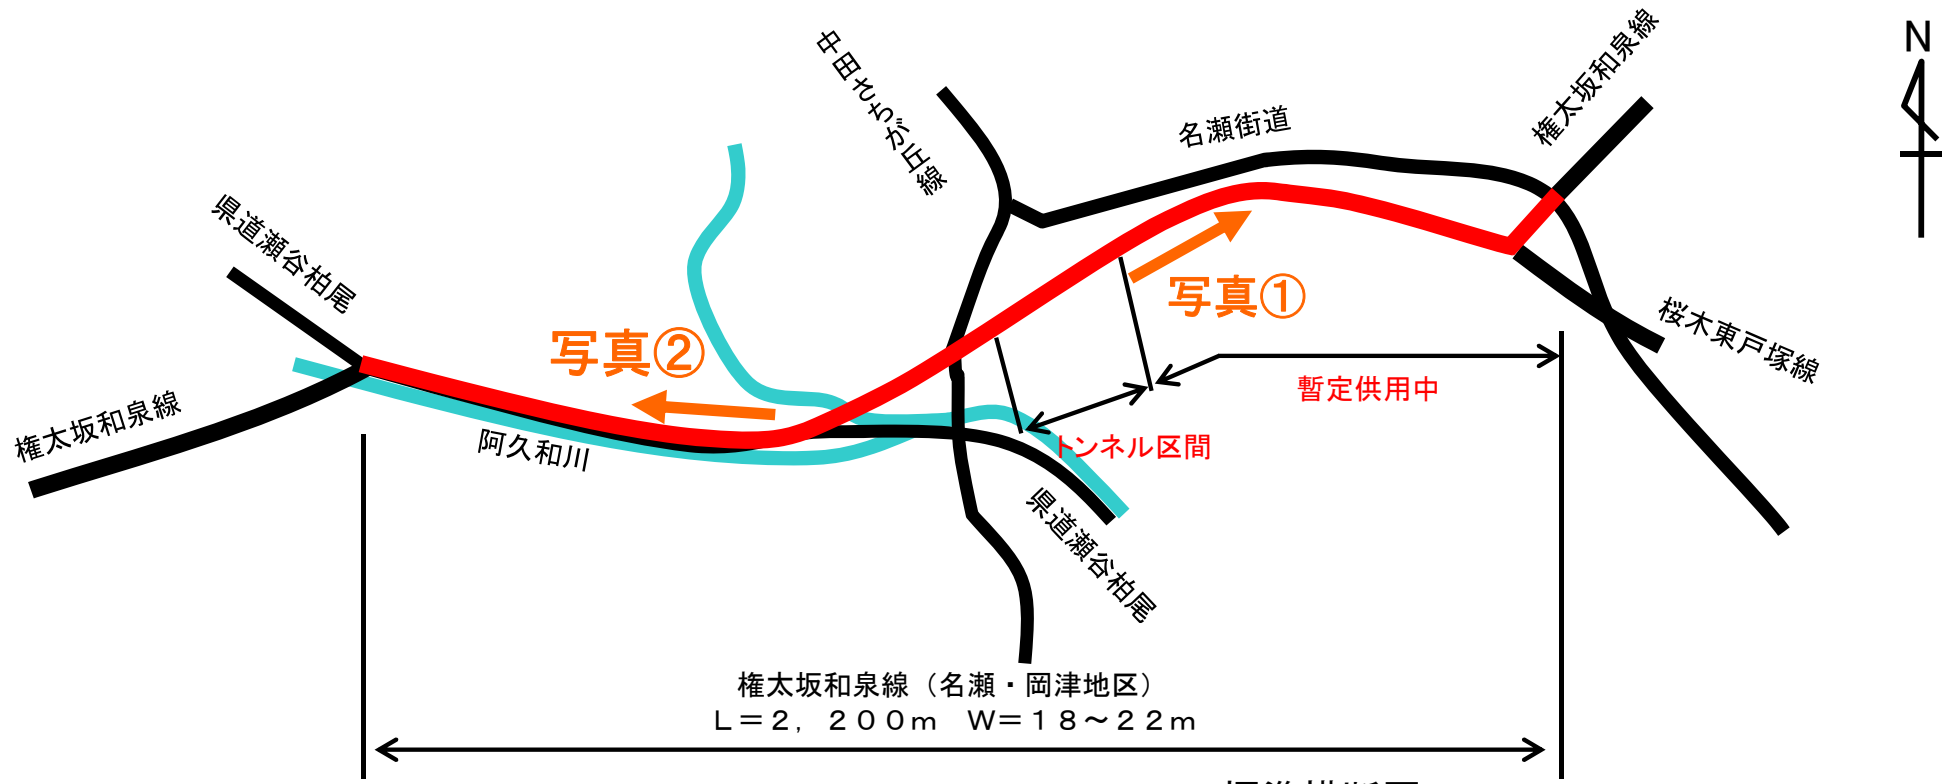 中田さちが丘線
名瀬街道
権太坂和泉線
N
県道瀬谷柏尾
写真①
写真②
桜木東戸塚線
暫定供用中
権太坂和泉線
阿久和川
トンネル区間
県道瀬谷柏尾
権太坂和泉線（名瀬・岡津地区）
Ｌ＝２，２００ｍ　Ｗ＝１８～２２ｍ